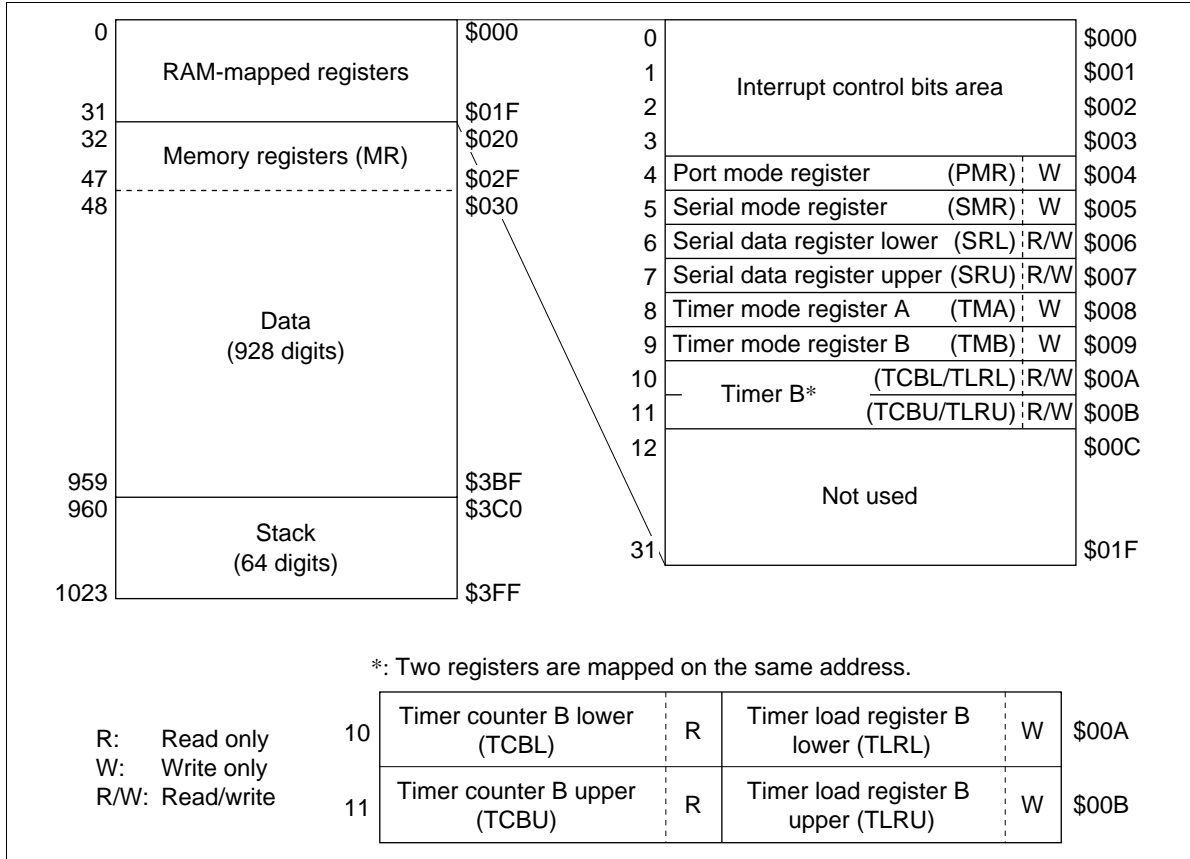 0 $000
RAM-mapped registers
31 $01F
32 $020
Memory registers (MR)
47 $02F
48 $030
Data
(928 digits)
959 $3BF
960 $3C0
Stack
(64 digits)
1023 $3FF
0 $000
1 $001
Interrupt control bits area
2 $002
3 $003
4 Port mode register (PMR) W $004
5 Serial mode register (SMR) W $005
6 Serial data register lower (SRL) R/W $006
7 Serial data register upper (SRU) R/W $007
8 Timer mode register A (TMA) W $008
9 Timer mode register B (TMB) W $009
10 (TCBL/TLRL) R/W $00A
Timer B*
11 (TCBU/TLRU) R/W $00B
12 $00C
Not used
31 $01F
*: Two registers are mapped on the same address.
R: Read only
W: Write only
R/W: Read/write
10 Timer counter B lower (TCBL) R Timer load register B lower (TLRL) W $00A
11 Timer counter B upper (TCBU) R Timer load register B upper (TLRU) W $00B